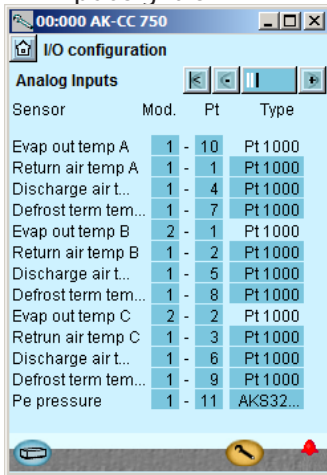 00:000 AK-CC 750
I/O configuration
Analog Inputs
Sensor Mod. Pt Type
Evap out temp A 1 - 10 Pt 1000
Return air temp A 1 - 1 Pt 1000
Discharge air t... 1 - 4 Pt 1000
Defrost term tem... 1 - 7 Pt 1000
Evap out temp B 2 - 1 Pt 1000
Return air temp B 1 - 2 Pt 1000
Discharge air t... 1 - 5 Pt 1000
Defrost term tem... 1 - 8 Pt 1000
Evap out temp C 2 - 2 Pt 1000
Retrun air temp C 1 - 3 Pt 1000
Discharge air t... 1 - 6 Pt 1000
Defrost term tem... 1 - 9 Pt 1000
Pe pressure 1 - 11 AKS32...